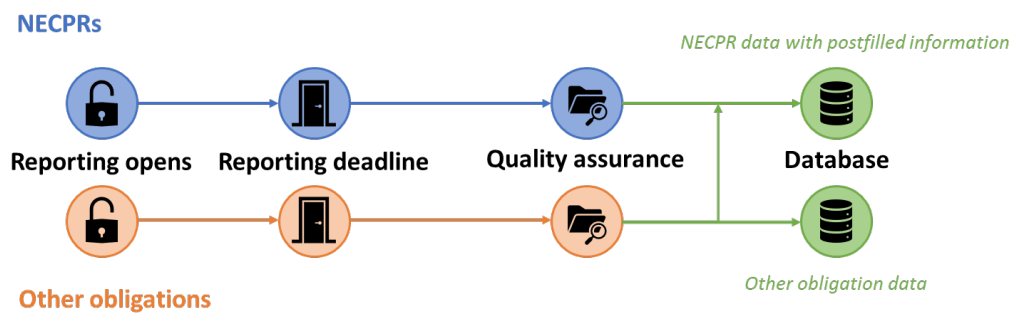 NECPRs
NECPR data with postfilled information
Reporting opens
Reporting deadline
Quality assurance
Database
Other obligations
Other obligation data